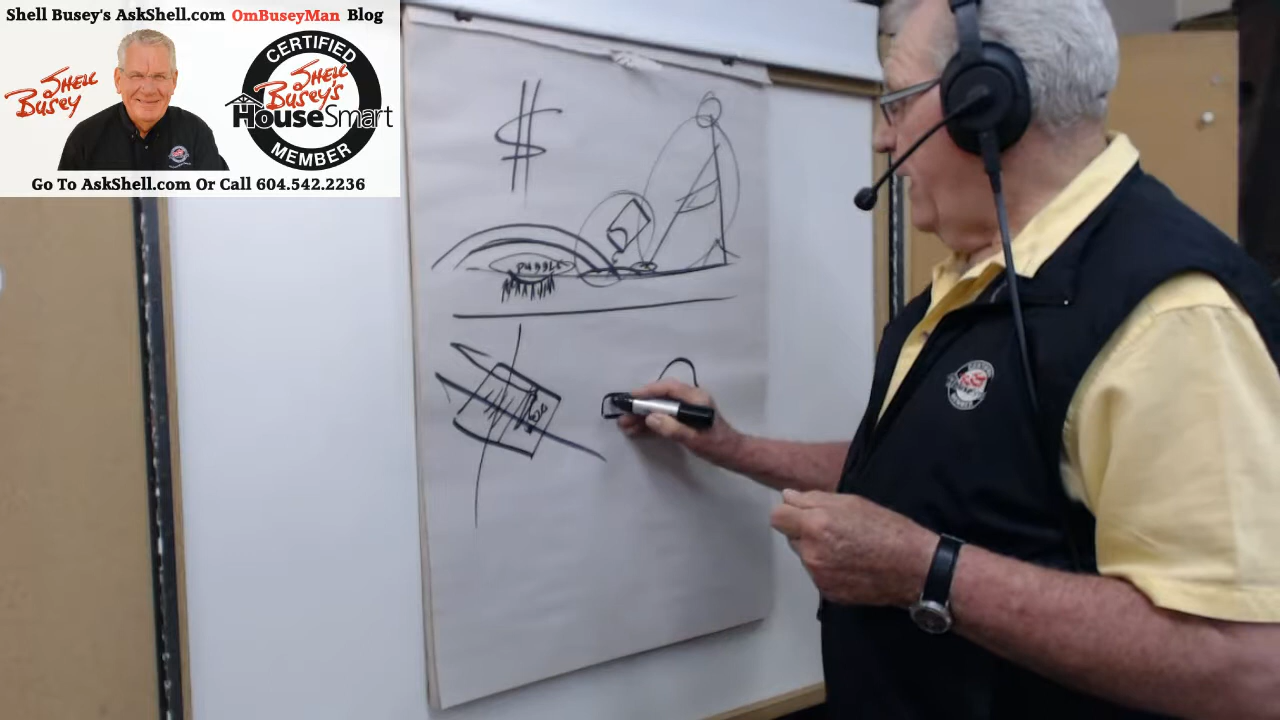 Shell Busey's AskShell.com OmBuseyMan Blog
SHELL
BUSEY
CERTIFIED
SHELL
BUSEY'S
HouseSmart
MEMBER
Go To AskShell.com Or Call 604.542.2236
$
PUDDLE